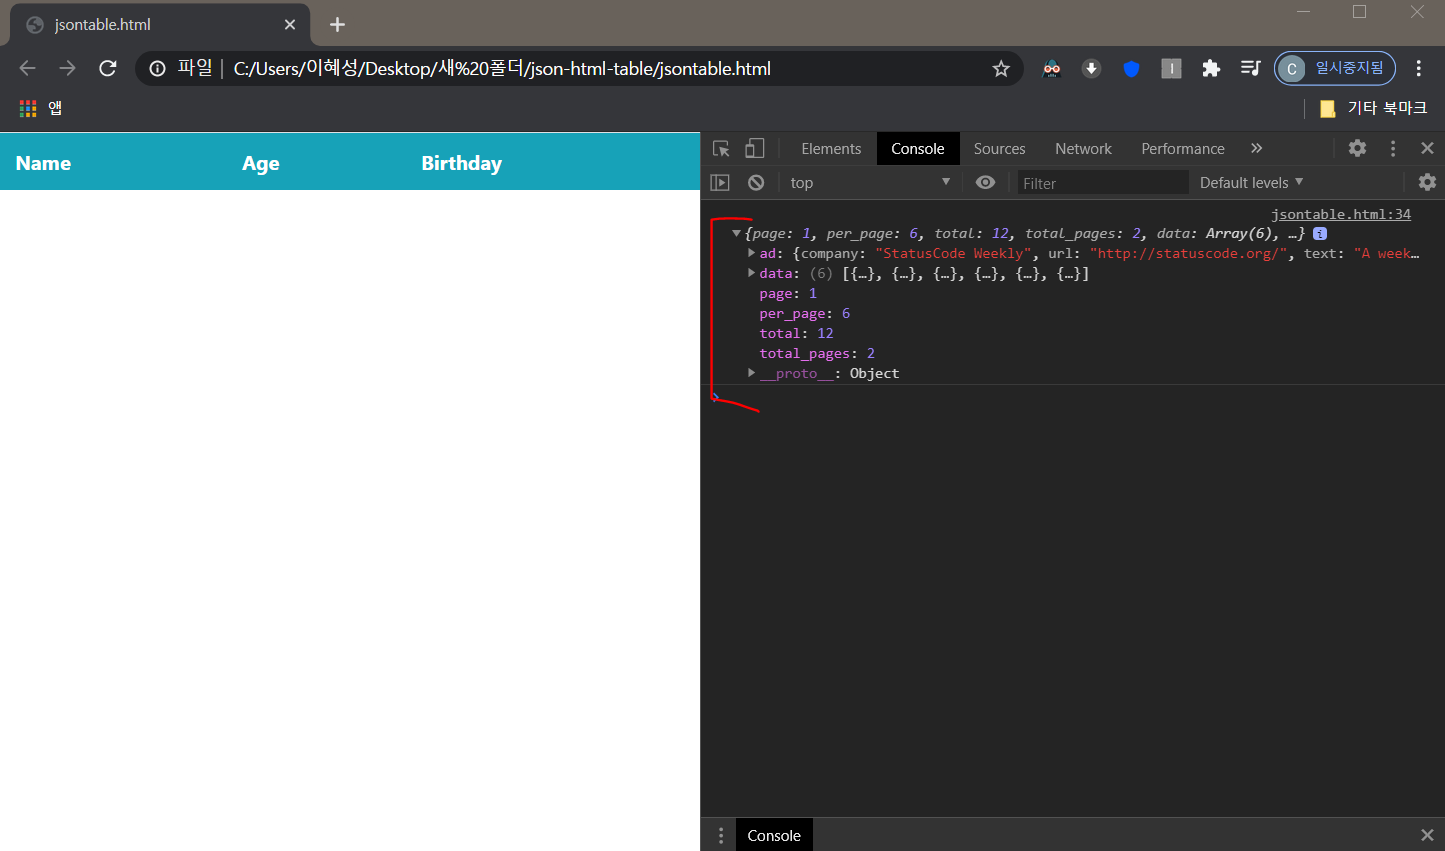 jsontable.html
파일 | C:/Users/이혜성/Desktop/새%20폴더/json-html-table/jsontable.html
C 일시중지됨
앱
기타 북마크
Name Age Birthday
Elements Console Sources Network Performance »
top Filter Default levels
jsontable.html:34
{page: 1, per_page: 6, total: 12, total_pages: 2, data: Array(6), …} i
ad: {company: "StatusCode Weekly", url: "http://statuscode.org/", text: "A week…
data: (6) [{…}, {…}, {…}, {…}, {…}, {…}]
page: 1
per_page: 6
total: 12
total_pages: 2
__proto__: Object
Console